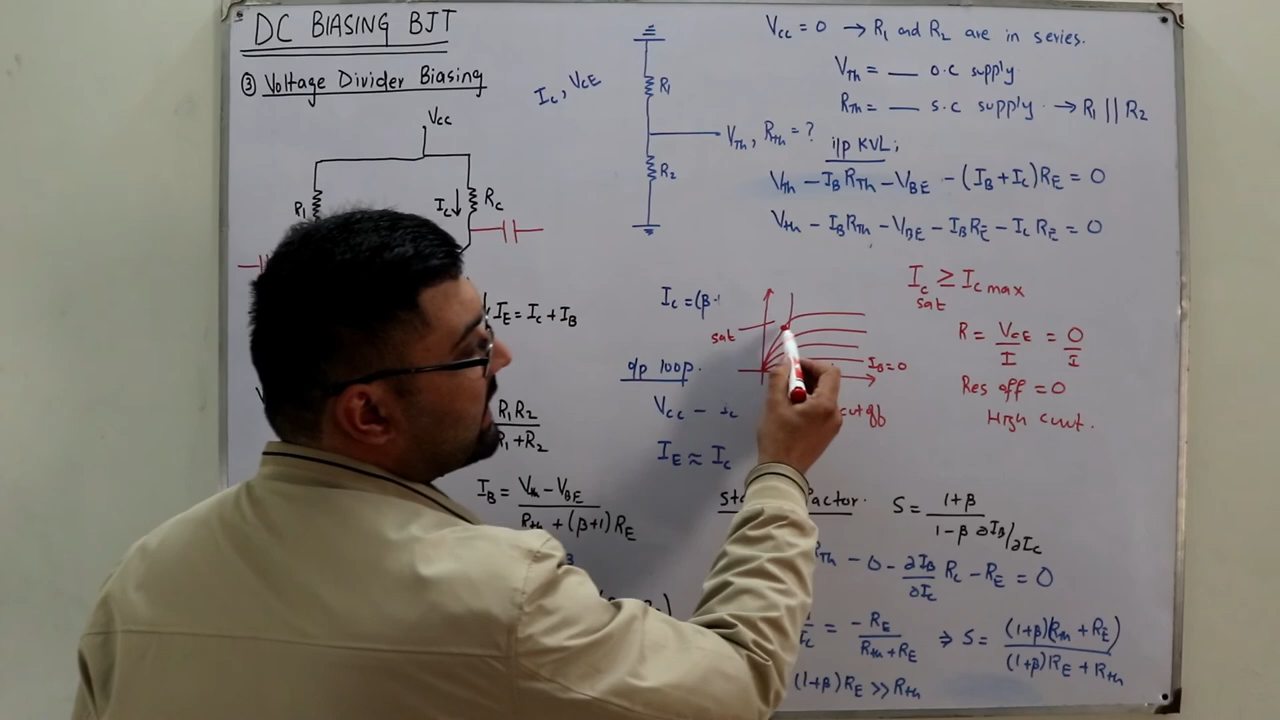 DC BIASING BJT
③ Voltage Divider Biasing
VCC
R1
IC↓ RC
IC, VCE
R1
VTh, RTh = ?
R2
VCC = 0 → R1 and R2 are in series.
VTh = — O.C supply
RTh = — S.C supply → R1 || R2
i/p KVL;
VTh - IB RTh - VBE - (IB + IC) RE = 0
VTh - IB RTh - VBE - IB RE - IC RE = 0
IE = IC + IB
IC = (β
sat
IB = 0
cutoff
IC sat ≥ IC max
R = VCE / I = 0 / I
Res off = 0
High curnt.
o/p loop.
VCC - IC
IE ≈ IC
R1 R2 / R1 + R2
IB = Vth - VBE / Rth + (β+1) RE
Factor. S = 1+β / 1 - β ∂IB/∂IC
RTh - 0 - ∂IB/∂IC RC - RE = 0
IC = -RE / Rth + RE ⇒ S = (1+β)(Rth + RE) / (1+β) RE + Rth
(1+β) RE >> Rth